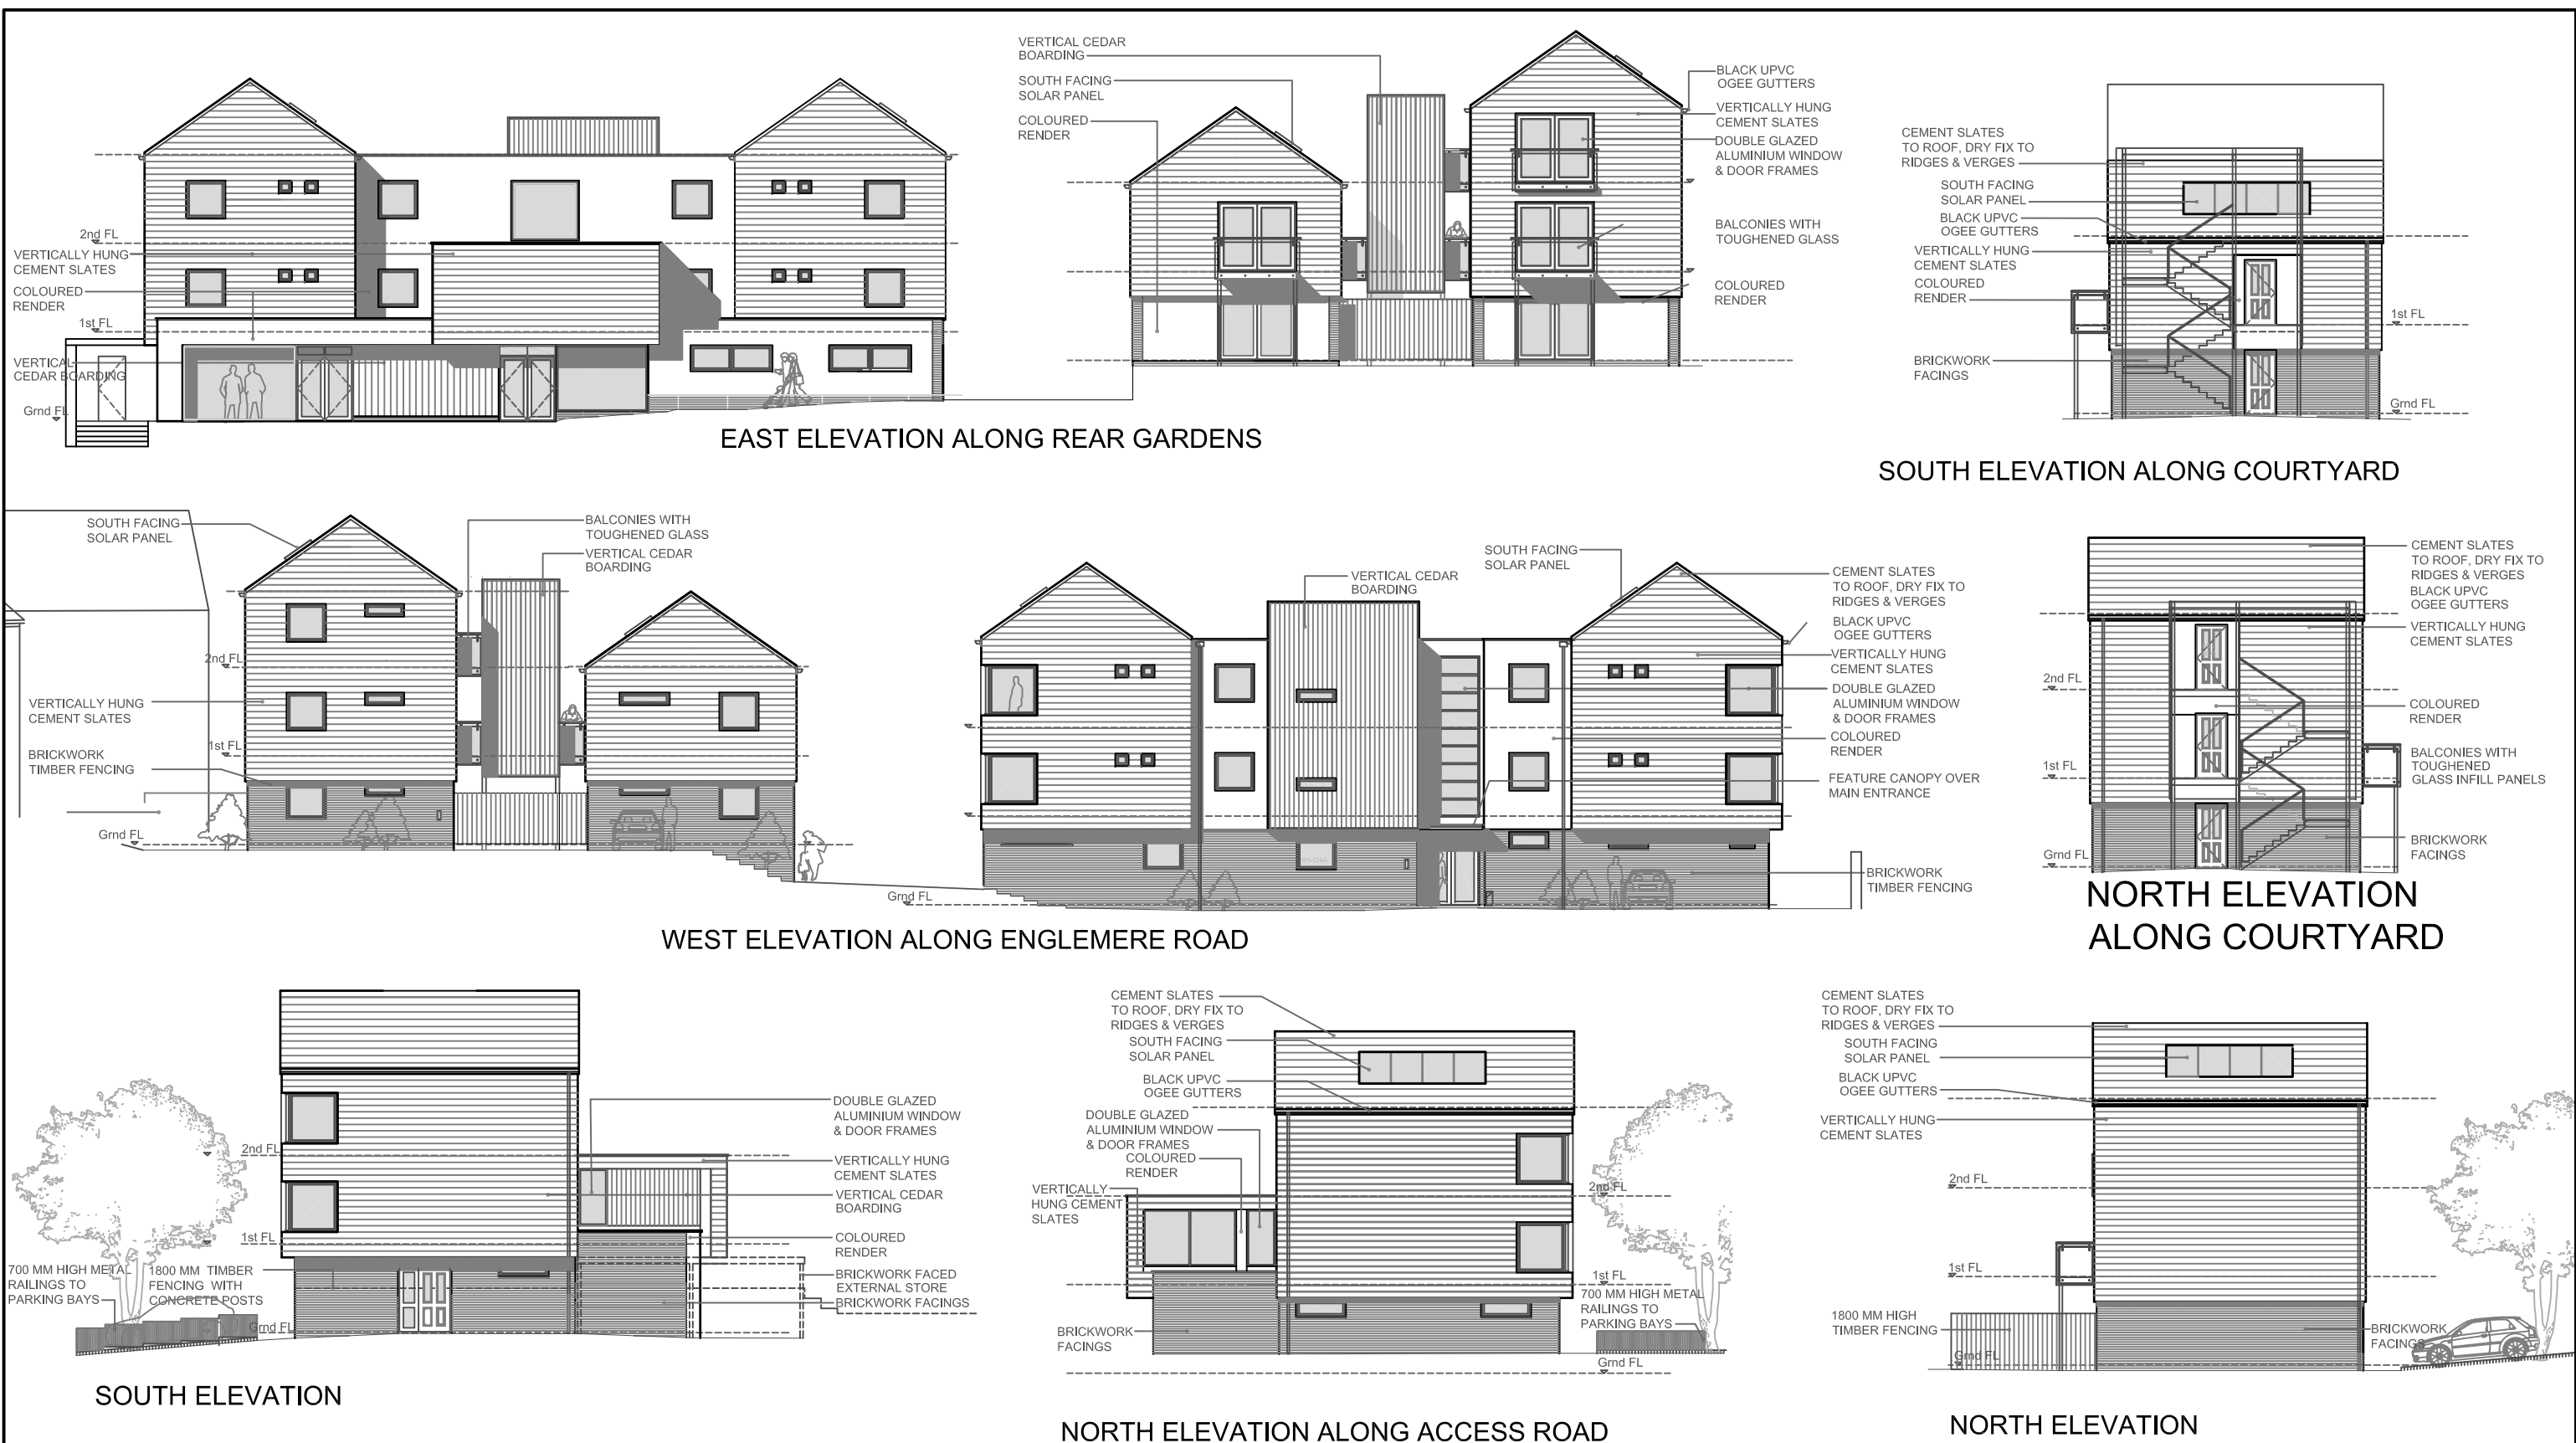 2nd FL
VERTICALLY HUNG
CEMENT SLATES
COLOURED
RENDER
1st FL
VERTICAL
CEDAR BOARDING
Grnd FL
VERTICAL CEDAR
BOARDING
SOUTH FACING
SOLAR PANEL
COLOURED
RENDER
BLACK UPVC
OGEE GUTTERS
VERTICALLY HUNG
CEMENT SLATES
DOUBLE GLAZED
ALUMINIUM WINDOW
& DOOR FRAMES
BALCONIES WITH
TOUGHENED GLASS
COLOURED
RENDER
EAST ELEVATION ALONG REAR GARDENS
CEMENT SLATES
TO ROOF, DRY FIX TO
RIDGES & VERGES
SOUTH FACING
SOLAR PANEL
BLACK UPVC
OGEE GUTTERS
VERTICALLY HUNG
CEMENT SLATES
COLOURED
RENDER
BRICKWORK
FACINGS
1st FL
Grnd FL
SOUTH ELEVATION ALONG COURTYARD
SOUTH FACING
SOLAR PANEL
BALCONIES WITH
TOUGHENED GLASS
VERTICAL CEDAR
BOARDING
2nd FL
VERTICALLY HUNG
CEMENT SLATES
1st FL
BRICKWORK
TIMBER FENCING
Grnd FL
VERTICAL CEDAR
BOARDING
SOUTH FACING
SOLAR PANEL
CEMENT SLATES
TO ROOF, DRY FIX TO
RIDGES & VERGES
BLACK UPVC
OGEE GUTTERS
VERTICALLY HUNG
CEMENT SLATES
DOUBLE GLAZED
ALUMINIUM WINDOW
& DOOR FRAMES
COLOURED
RENDER
FEATURE CANOPY OVER
MAIN ENTRANCE
BRICKWORK
TIMBER FENCING
Grnd FL
WEST ELEVATION ALONG ENGLEMERE ROAD
CEMENT SLATES
TO ROOF, DRY FIX TO
RIDGES & VERGES
BLACK UPVC
OGEE GUTTERS
VERTICALLY HUNG
CEMENT SLATES
2nd FL
COLOURED
RENDER
1st FL
BALCONIES WITH
TOUGHENED
GLASS INFILL PANELS
BRICKWORK
FACINGS
Grnd FL
NORTH ELEVATION
ALONG COURTYARD
DOUBLE GLAZED
ALUMINIUM WINDOW
& DOOR FRAMES
2nd FL
VERTICALLY HUNG
CEMENT SLATES
VERTICAL CEDAR
BOARDING
1st FL
COLOURED
RENDER
700 MM HIGH METAL
RAILINGS TO
PARKING BAYS
1800 MM TIMBER
FENCING WITH
CONCRETE POSTS
BRICKWORK FACED
EXTERNAL STORE
BRICKWORK FACINGS
Grnd FL
SOUTH ELEVATION
CEMENT SLATES
TO ROOF, DRY FIX TO
RIDGES & VERGES
SOUTH FACING
SOLAR PANEL
BLACK UPVC
OGEE GUTTERS
DOUBLE GLAZED
ALUMINIUM WINDOW
& DOOR FRAMES
COLOURED
RENDER
VERTICALLY
HUNG CEMENT
SLATES
2nd FL
1st FL
700 MM HIGH METAL
RAILINGS TO
PARKING BAYS
BRICKWORK
FACINGS
Grnd FL
NORTH ELEVATION ALONG ACCESS ROAD
CEMENT SLATES
TO ROOF, DRY FIX TO
RIDGES & VERGES
SOUTH FACING
SOLAR PANEL
BLACK UPVC
OGEE GUTTERS
VERTICALLY HUNG
CEMENT SLATES
2nd FL
1st FL
1800 MM HIGH
TIMBER FENCING
BRICKWORK
FACINGS
Grnd FL
NORTH ELEVATION